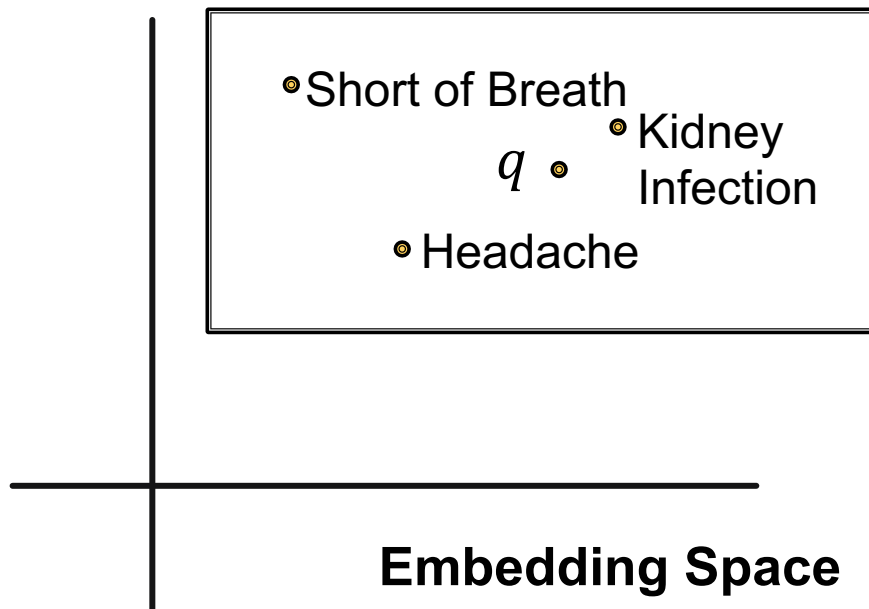 Short of Breath
Kidney
Infection
q
Headache
Embedding Space